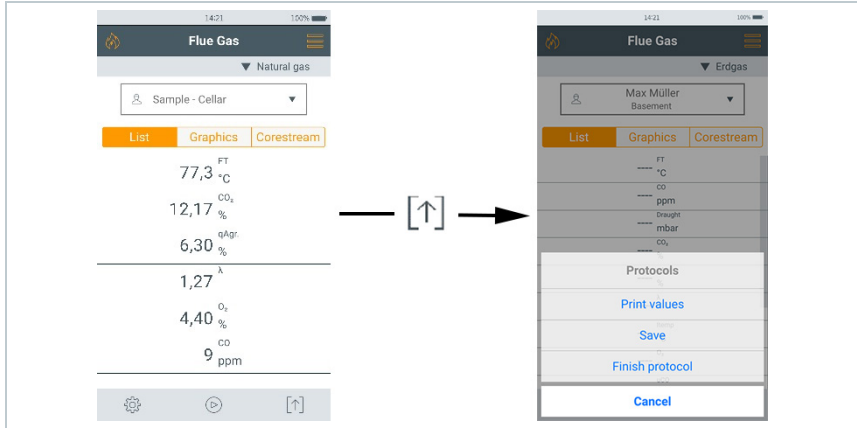 14:21 100%
Flue Gas
Natural gas
Sample - Cellar
List Graphics Corestream
FT
77,3 °C
CO₂
12,17 %
qAgr.
6,30 %
λ
1,27
O₂
4,40 %
CO
9 ppm
[↑]
[↑]
14:21 100%
Flue Gas
Erdgas
Max Müller
Basement
List Graphics Corestream
FT
---- °C
CO
---- ppm
Draught
---- mbar
CO₂
Protocols
Print values
Save
Finish protocol
Cancel